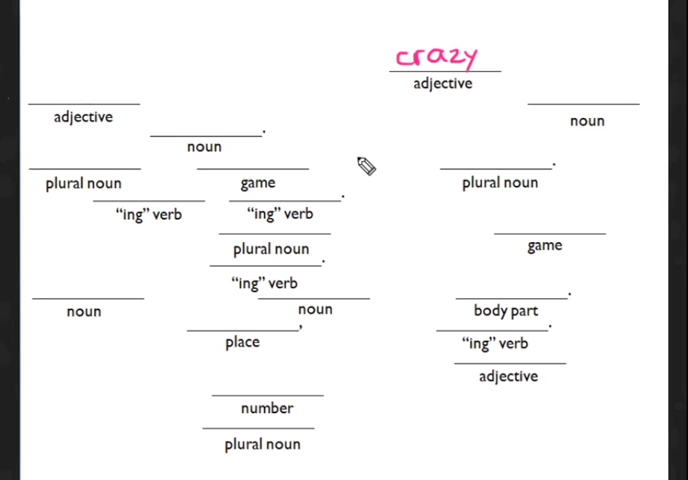 crazy
adjective
adjective
noun
noun.
plural noun game plural noun.
"ing" verb "ing" verb.
plural noun game
"ing" verb.
noun noun body part.
place, "ing" verb.
adjective
number
plural noun